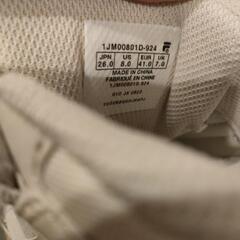 1JM00801D-924
JPN US EUR UK
26.0 8.0 41.0 7.0
MADE IN CHINA
FABRIQUÉ EN CHINE
1JM00801D-924